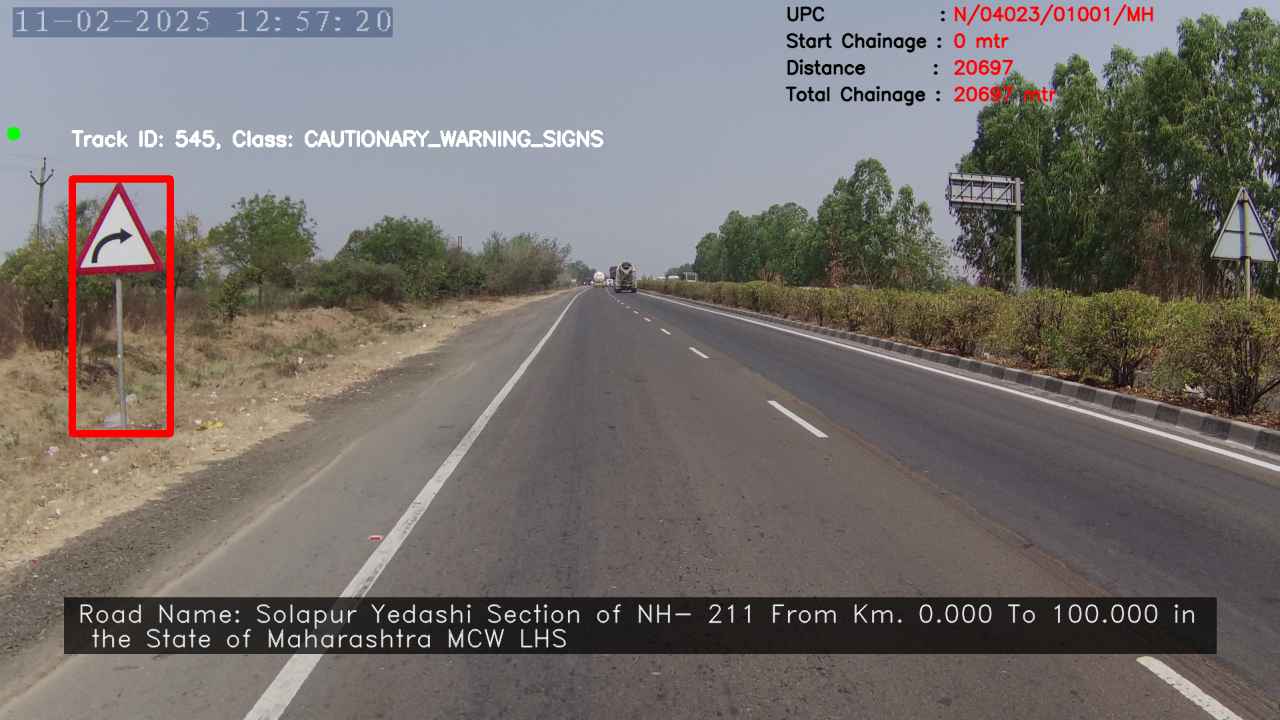 11-02-2025 12:57:20
UPC : N/04023/01001/MH
Start Chainage : 0 mtr
Distance : 20697
Total Chainage : 20697 mtr
Track ID: 545, Class: CAUTIONARY_WARNING_SIGNS
Road Name: Solapur Yedashi Section of NH- 211 From Km. 0.000 To 100.000 in
the State of Maharashtra MCW LHS